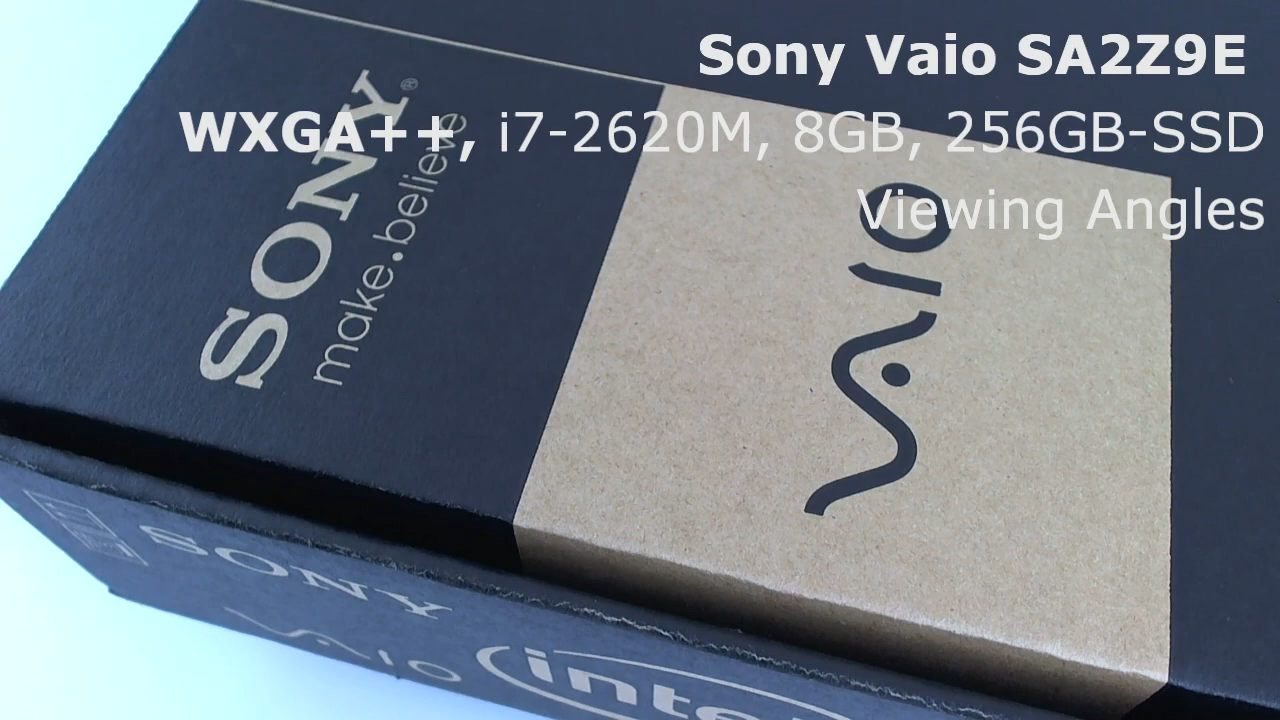 Sony Vaio SA2Z9E
WXGA++, i7-2620M, 8GB, 256GB-SSD
Viewing Angles
SONY®
make.believe
VAIO
SONY
VAIO